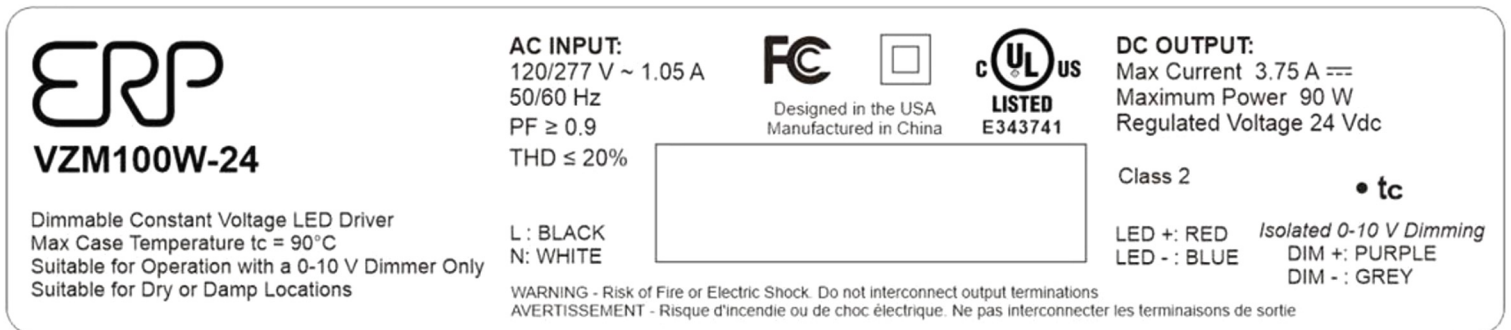 ERP
VZM100W-24
Dimmable Constant Voltage LED Driver
Max Case Temperature tc = 90°C
Suitable for Operation with a 0-10 V Dimmer Only
Suitable for Dry or Damp Locations
AC INPUT:
120/277 V ~ 1.05 A
50/60 Hz
PF ≥ 0.9
THD ≤ 20%
L : BLACK
N: WHITE
FC
Designed in the USA
Manufactured in China
C UL US
LISTED
E343741
DC OUTPUT:
Max Current 3.75 A ⎓
Maximum Power 90 W
Regulated Voltage 24 Vdc
Class 2
• tc
LED +: RED
LED - : BLUE
Isolated 0-10 V Dimming
DIM +: PURPLE
DIM - : GREY
WARNING - Risk of Fire or Electric Shock. Do not interconnect output terminations
AVERTISSEMENT - Risque d'incendie ou de choc électrique. Ne pas interconnecter les terminaisons de sortie